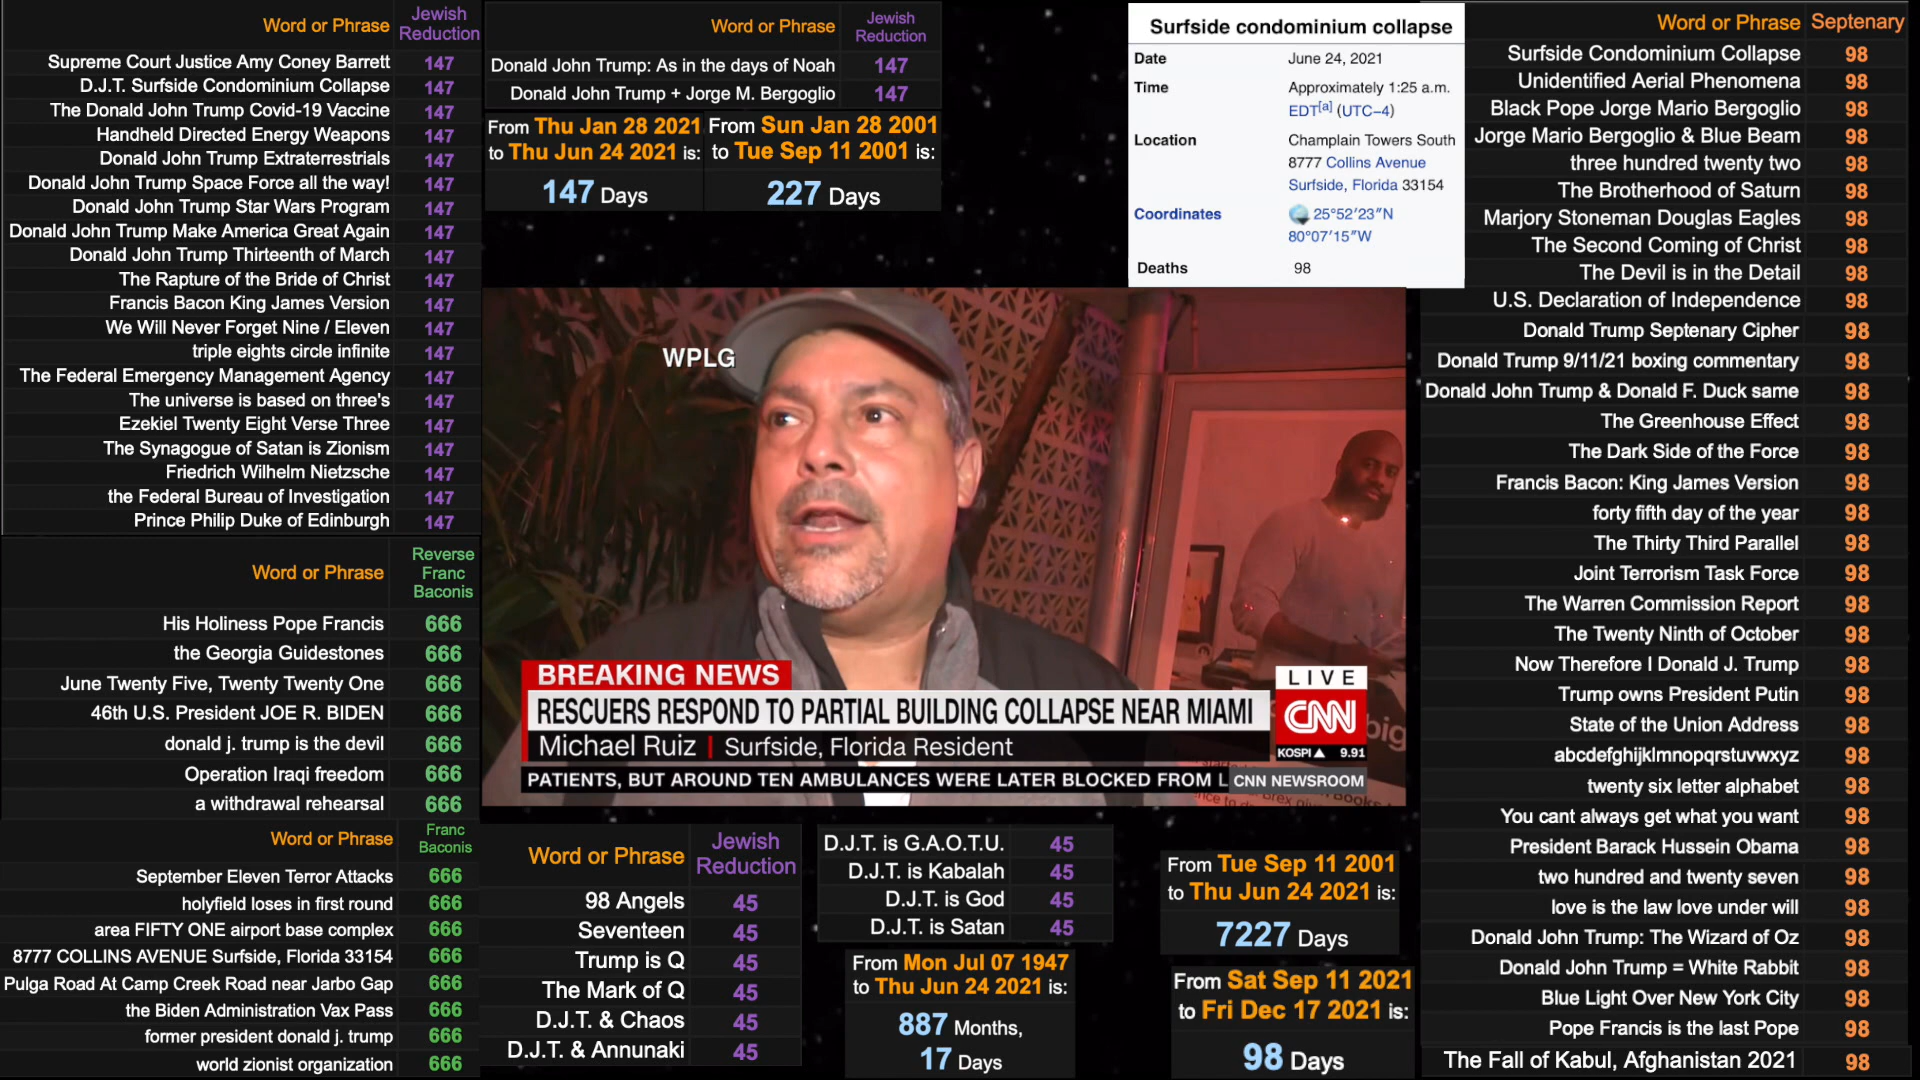 Word or Phrase Jewish Reduction
Supreme Court Justice Amy Coney Barrett 147
D.J.T. Surfside Condominium Collapse 147
The Donald John Trump Covid-19 Vaccine 147
Handheld Directed Energy Weapons 147
Donald John Trump Extraterrestrials 147
Donald John Trump Space Force all the way! 147
Donald John Trump Star Wars Program 147
Donald John Trump Make America Great Again 147
Donald John Trump Thirteenth of March 147
The Rapture of the Bride of Christ 147
Francis Bacon King James Version 147
We Will Never Forget Nine / Eleven 147
triple eights circle infinite 147
The Federal Emergency Management Agency 147
The universe is based on three's 147
Ezekiel Twenty Eight Verse Three 147
The Synagogue of Satan is Zionism 147
Friedrich Wilhelm Nietzsche 147
the Federal Bureau of Investigation 147
Prince Philip Duke of Edinburgh 147
Word or Phrase Reverse Franc Baconis
His Holiness Pope Francis 666
the Georgia Guidestones 666
June Twenty Five, Twenty Twenty One 666
46th U.S. President JOE R. BIDEN 666
donald j. trump is the devil 666
Operation Iraqi freedom 666
a withdrawal rehearsal 666
Word or Phrase Franc Baconis
September Eleven Terror Attacks 666
holyfield loses in first round 666
area FIFTY ONE airport base complex 666
8777 COLLINS AVENUE Surfside, Florida 33154 666
Pulga Road At Camp Creek Road near Jarbo Gap 666
the Biden Administration Vax Pass 666
former president donald j. trump 666
world zionist organization 666
Word or Phrase Jewish Reduction
Donald John Trump: As in the days of Noah 147
Donald John Trump + Jorge M. Bergoglio 147
From Thu Jan 28 2021
to Thu Jun 24 2021 is:
147 Days
From Sun Jan 28 2001
to Tue Sep 11 2001 is:
227 Days
Surfside condominium collapse
Date June 24, 2021
Time Approximately 1:25 a.m.
EDT[a] (UTC–4)
Location Champlain Towers South
8777 Collins Avenue
Surfside, Florida 33154
Coordinates 25°52′23″N
80°07′15″W
Deaths 98
WPLG
BREAKING NEWS
RESCUERS RESPOND TO PARTIAL BUILDING COLLAPSE NEAR MIAMI
Michael Ruiz | Surfside, Florida Resident
PATIENTS, BUT AROUND TEN AMBULANCES WERE LATER BLOCKED FROM L
LIVE
CNN
KOSPI ▲ 9.91
CNN NEWSROOM
big
Word or Phrase Jewish Reduction
98 Angels 45
Seventeen 45
Trump is Q 45
The Mark of Q 45
D.J.T. & Chaos 45
D.J.T. & Annunaki 45
D.J.T. is G.A.O.T.U. 45
D.J.T. is Kabalah 45
D.J.T. is God 45
D.J.T. is Satan 45
From Mon Jul 07 1947
to Thu Jun 24 2021 is:
887 Months,
17 Days
From Tue Sep 11 2001
to Thu Jun 24 2021 is:
7227 Days
From Sat Sep 11 2021
to Fri Dec 17 2021 is:
98 Days
Word or Phrase Septenary
Surfside Condominium Collapse 98
Unidentified Aerial Phenomena 98
Black Pope Jorge Mario Bergoglio 98
Jorge Mario Bergoglio & Blue Beam 98
three hundred twenty two 98
The Brotherhood of Saturn 98
Marjory Stoneman Douglas Eagles 98
The Second Coming of Christ 98
The Devil is in the Detail 98
U.S. Declaration of Independence 98
Donald Trump Septenary Cipher 98
Donald Trump 9/11/21 boxing commentary 98
Donald John Trump & Donald F. Duck same 98
The Greenhouse Effect 98
The Dark Side of the Force 98
Francis Bacon: King James Version 98
forty fifth day of the year 98
The Thirty Third Parallel 98
Joint Terrorism Task Force 98
The Warren Commission Report 98
The Twenty Ninth of October 98
Now Therefore I Donald J. Trump 98
Trump owns President Putin 98
State of the Union Address 98
abcdefghijklmnopqrstuvwxyz 98
twenty six letter alphabet 98
You cant always get what you want 98
President Barack Hussein Obama 98
two hundred and twenty seven 98
love is the law love under will 98
Donald John Trump: The Wizard of Oz 98
Donald John Trump = White Rabbit 98
Blue Light Over New York City 98
Pope Francis is the last Pope 98
The Fall of Kabul, Afghanistan 2021 98